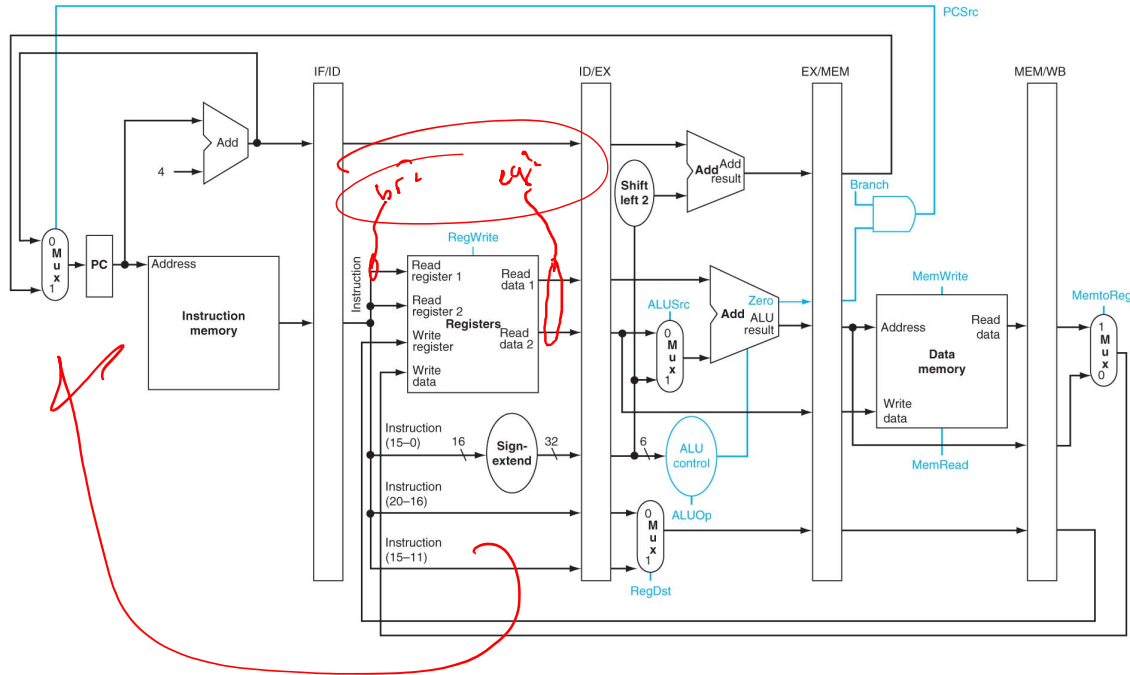 PCSrc
IF/ID
ID/EX
EX/MEM
MEM/WB
Add
4
Add
Add
result
Shift
left 2
Branch
br?
eq?
RegWrite
0
M
u
x
1
PC
Address
Instruction
memory
Instruction
Read
register 1
Read
register 2
Write
register
Write
data
Registers
Read
data 1
Read
data 2
ALUSrc
0
M
u
x
1
Add
Zero
ALU
result
MemWrite
Address
Read
data
Data
memory
Write
data
MemRead
MemtoReg
1
M
u
x
0
Instruction
(15–0)
16
Sign-
extend
32
6
ALU
control
ALUOp
Instruction
(20–16)
Instruction
(15–11)
0
M
u
x
1
RegDst